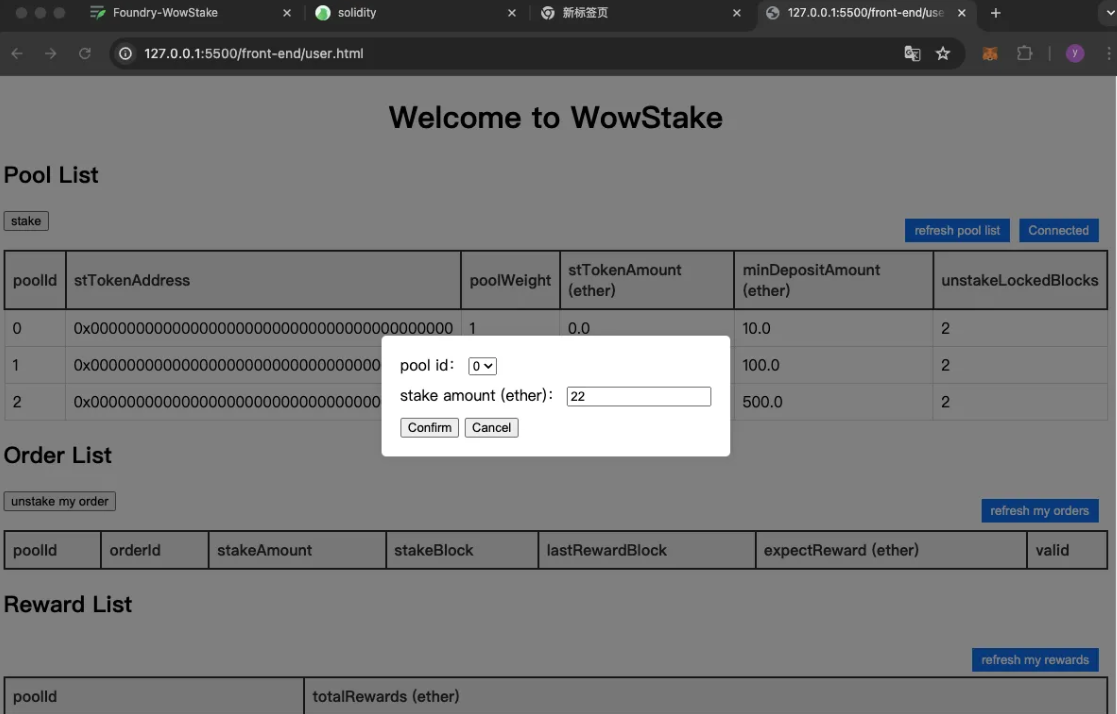 Foundry-WowStake
solidity
新标签页
127.0.0.1:5500/front-end/use
127.0.0.1:5500/front-end/user.html
y
Welcome to WowStake
Pool List
stake
refresh pool list
Connected
poolId stTokenAddress poolWeight stTokenAmount (ether) minDepositAmount (ether) unstakeLockedBlocks
0 0x0000000000000000000000000000000000000000 1 0.0 10.0 2
1 0x00000000000000000000000000000000 100.0 2
2 0x00000000000000000000000000000000 500.0 2
pool id： 0
stake amount (ether)： 22
Confirm Cancel
Order List
unstake my order
refresh my orders
poolId orderId stakeAmount stakeBlock lastRewardBlock expectReward (ether) valid
Reward List
refresh my rewards
poolId totalRewards (ether)